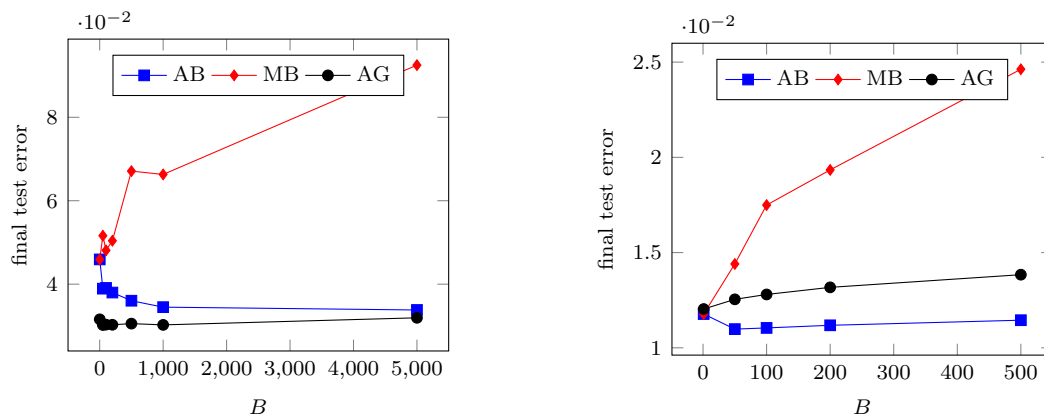 ·10⁻²
AB MB AG
8
6
4
final test error
0 1,000 2,000 3,000 4,000 5,000
B
·10⁻²
AB MB AG
2.5
2
1.5
1
final test error
0 100 200 300 400 500
B